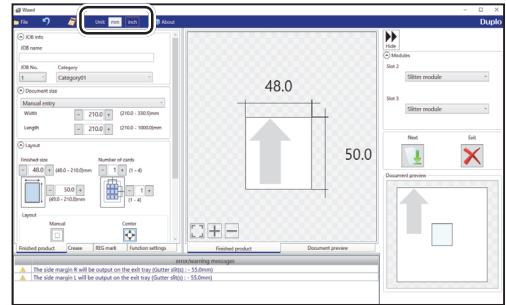 Wizard
File
Unit mm inch
About
Duplo
JOB info
JOB name
JOB No. Category
1 Category01
Document size
Manual entry
Width - 210.0 + (210.0 - 330.5)mm
Length - 210.0 + (210.0 - 1000.0)mm
Layout
Finished size Number of cards
- 48.0 + (48.0 - 210.0)mm - 1 + (1 - 4)
- 50.0 + - 1 +
(49.0 - 210.0)mm (1 - 4)
Layout
Manual Center
Finished product Crease REG mark Function settings
48.0
50.0
Finished product Document preview
Hide
Modules
Slot 2
Slitter module
Slot 3
Slitter module
Next Exit
Document preview
error/warning messages
The side margin R will be output on the exit tray (Gutter slit(s) : - 55.0mm)
The side margin L will be output on the exit tray (Gutter slit(s) : - 55.0mm)